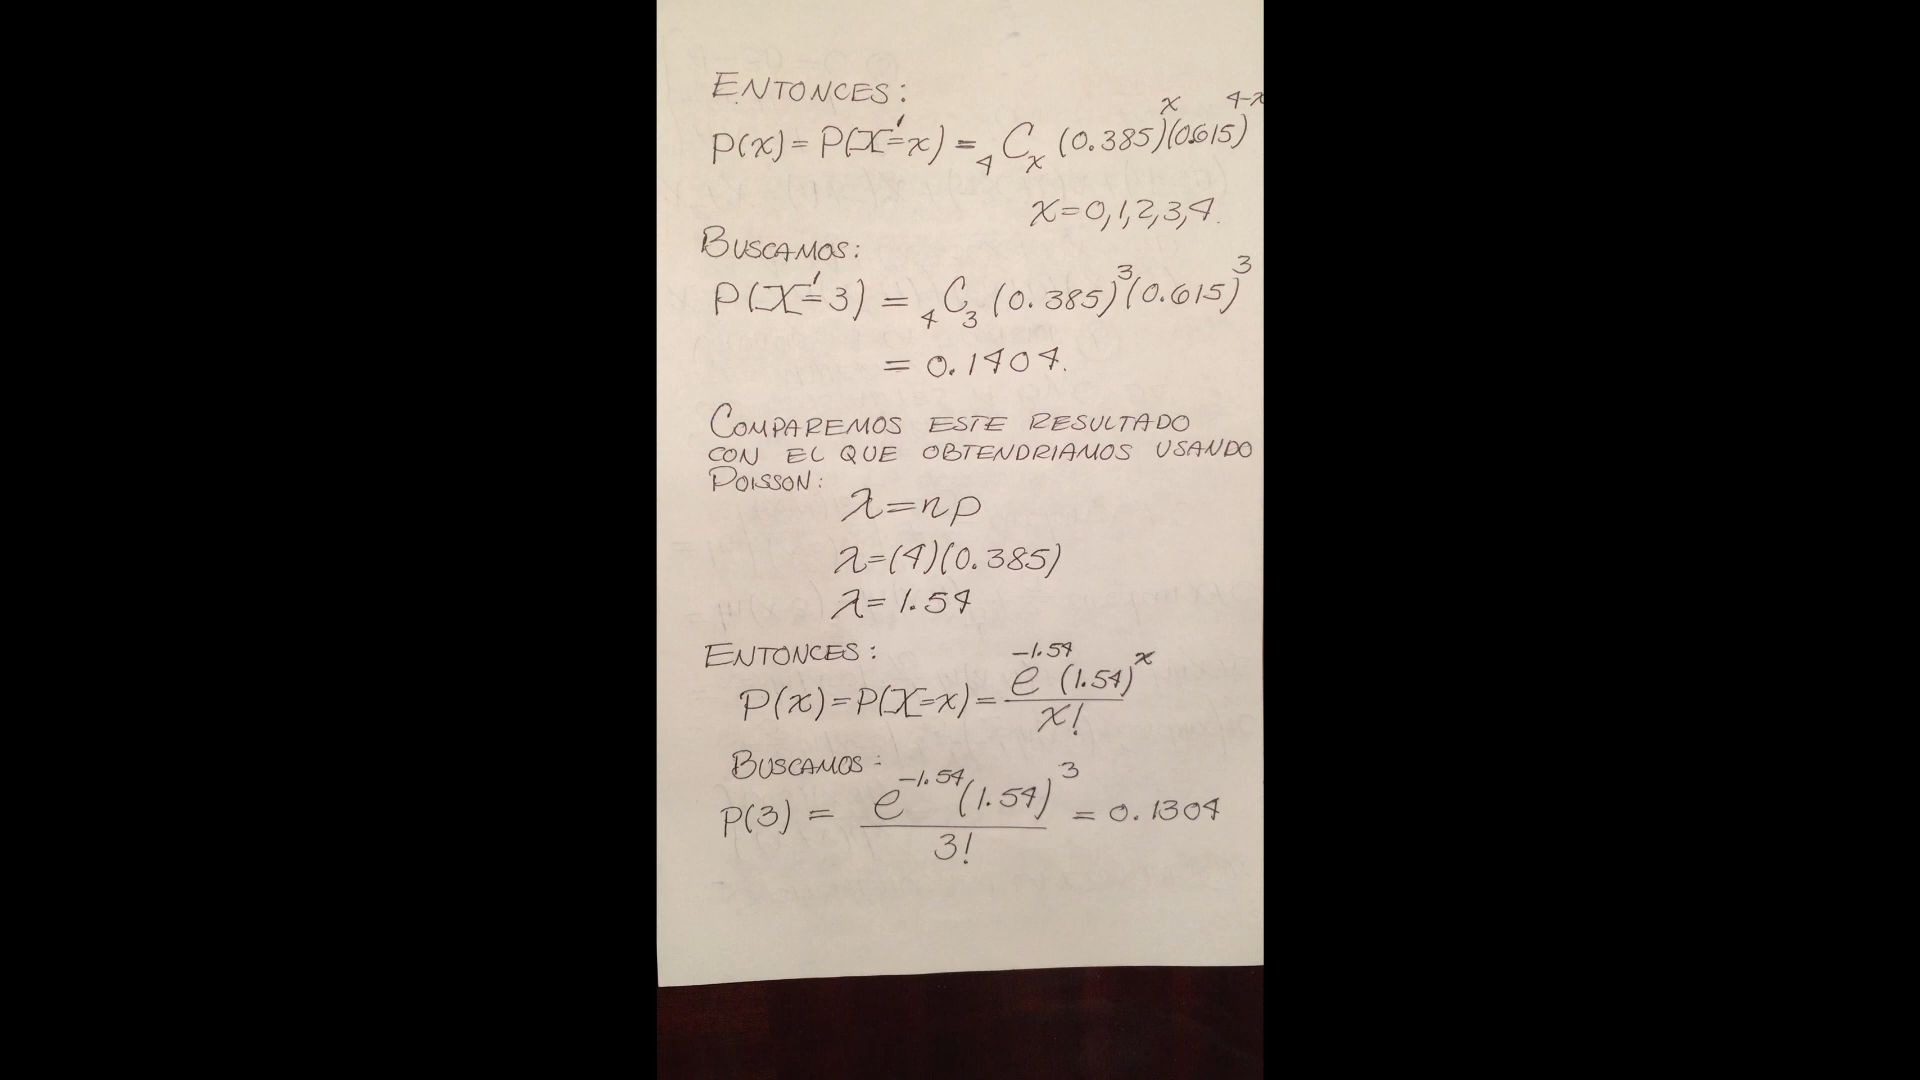 ENTONCES:
P(x) = P(X'=x) = ₄Cₓ (0.385)^x (0.615)^4-x
x=0,1,2,3,4.
BUSCAMOS:
P(X'=3) = ₄C₃ (0.385)^3 (0.615)^3
= 0.1404.
COMPAREMOS ESTE RESULTADO
CON EL QUE OBTENDRIAMOS USANDO
POISSON:
λ=np
λ=(4)(0.385)
λ= 1.54
ENTONCES:
P(x) = P(X=x) = e^-1.54 (1.54)^x / x!
BUSCAMOS:
P(3) = e^-1.54 (1.54)^3 / 3! = 0.1304